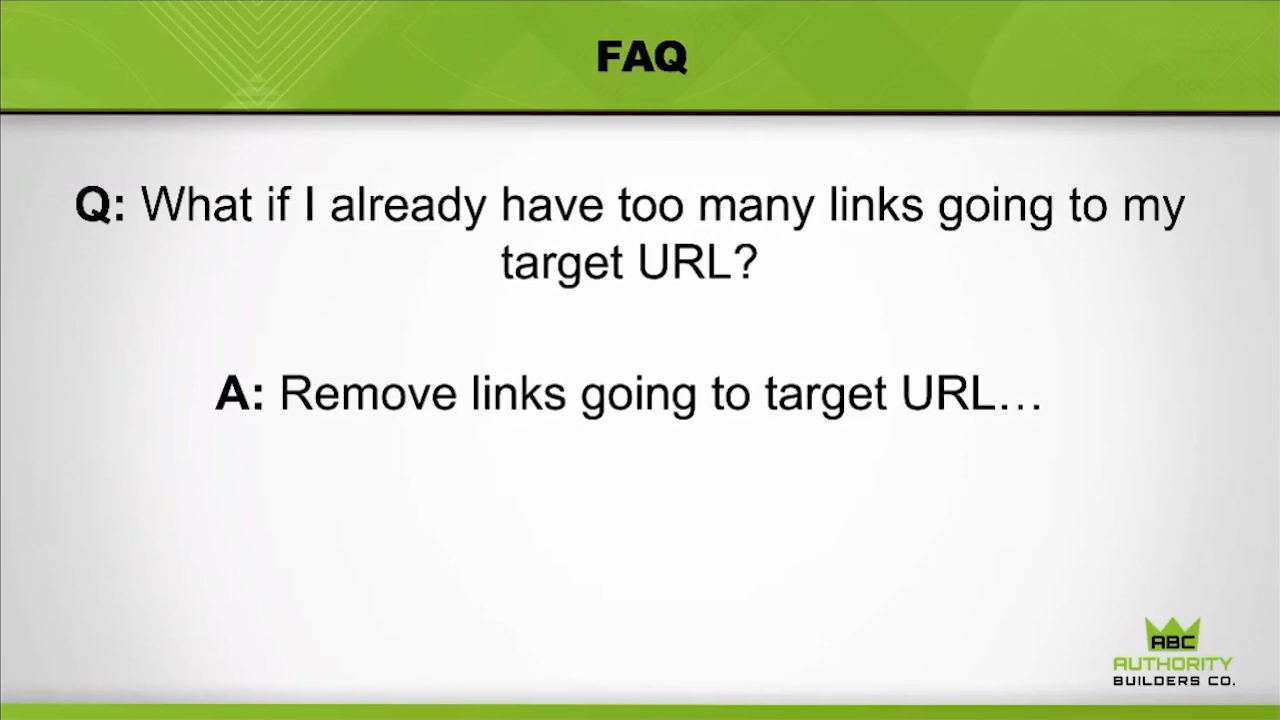 FAQ
Q: What if I already have too many links going to my
target URL?
A: Remove links going to target URL…
ABC
AUTHORITY
BUILDERS CO.